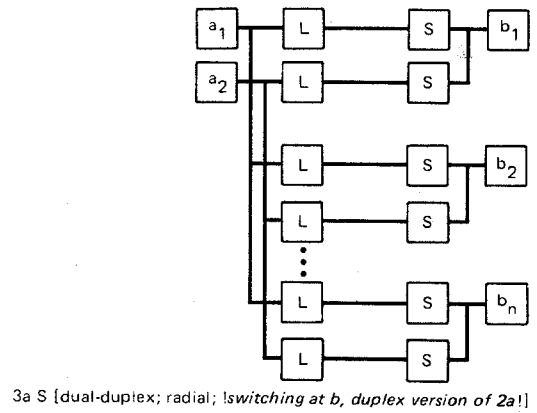 a1 L S b1
a2 L S
L S b2
L S
L S bn
L S
3a S [dual-duplex; radial; !switching at b, duplex version of 2a!]